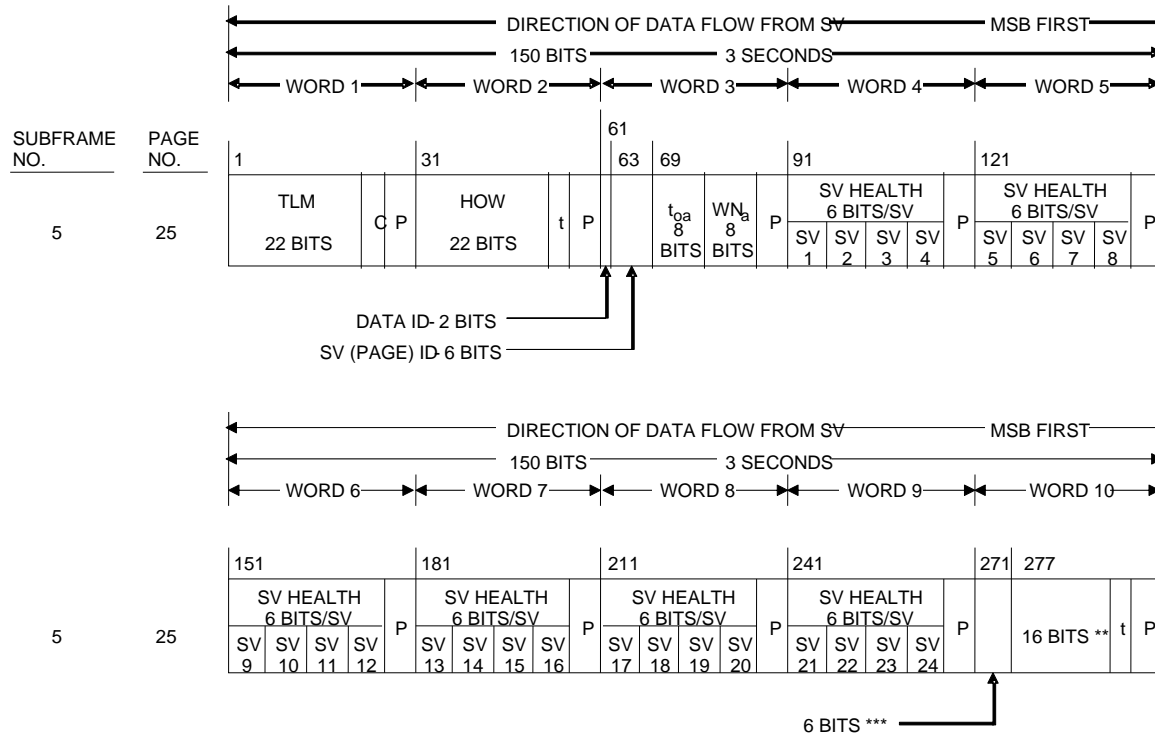 DIRECTION OF DATA FLOW FROM SV MSB FIRST
150 BITS 3 SECONDS
WORD 1 WORD 2 WORD 3 WORD 4 WORD 5
SUBFRAME NO. PAGE NO.
1 31 61 63 69 91 121
5 25
TLM 22 BITS C P
HOW 22 BITS t P
toa 8 BITS WNa 8 BITS P
SV HEALTH 6 BITS/SV P
SV 1 SV 2 SV 3 SV 4
SV HEALTH 6 BITS/SV P
SV 5 SV 6 SV 7 SV 8
DATA ID- 2 BITS
SV (PAGE) ID- 6 BITS
DIRECTION OF DATA FLOW FROM SV MSB FIRST
150 BITS 3 SECONDS
WORD 6 WORD 7 WORD 8 WORD 9 WORD 10
151 181 211 241 271 277
5 25
SV HEALTH 6 BITS/SV P
SV 9 SV 10 SV 11 SV 12
SV HEALTH 6 BITS/SV P
SV 13 SV 14 SV 15 SV 16
SV HEALTH 6 BITS/SV P
SV 17 SV 18 SV 19 SV 20
SV HEALTH 6 BITS/SV P
SV 21 SV 22 SV 23 SV 24
16 BITS ** t P
6 BITS ***